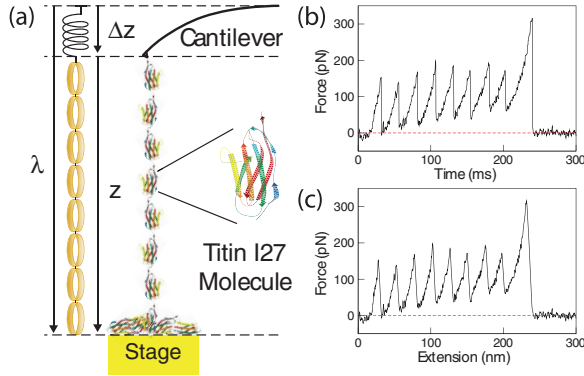 (a)
Δz
Cantilever
λ
z
Titin I27
Molecule
Stage
(b)
Force (pN)
300
200
100
0
0 100 200 300
Time (ms)
(c)
Force (pN)
300
200
100
0
0 100 200 300
Extension (nm)